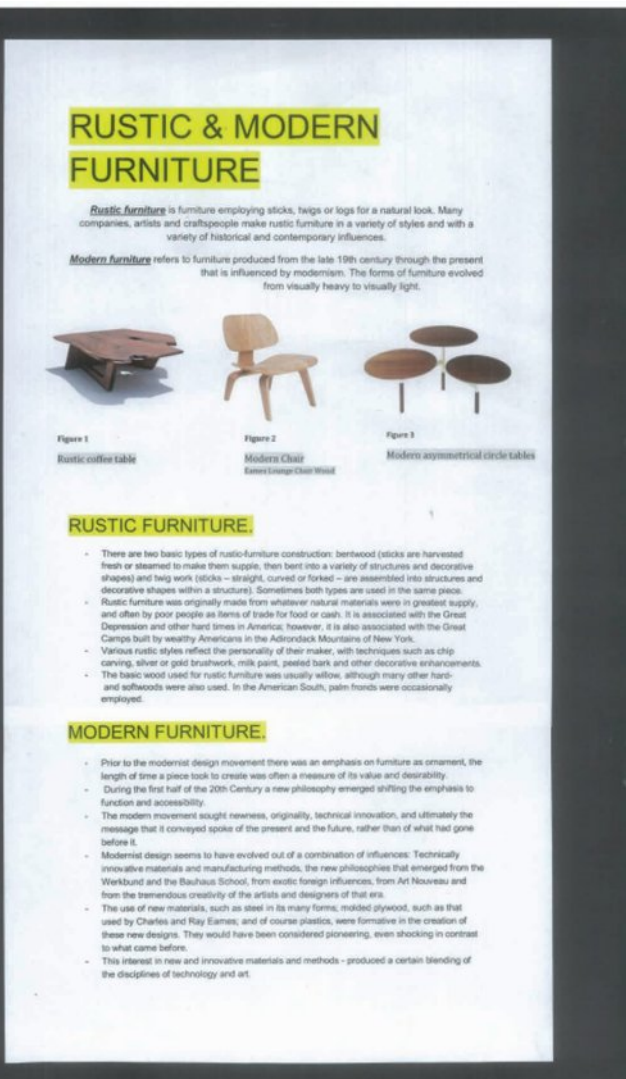 RUSTIC & MODERN
FURNITURE
Rustic furniture is furniture employing sticks, twigs or logs for a natural look. Many
companies, artists and craftspeople make rustic furniture in a variety of styles and with a
variety of historical and contemporary influences.
Modern furniture refers to furniture produced from the late 19th century through the present
that is influenced by modernism. The forms of furniture evolved
from visually heavy to visually light.
Figure 1
Rustic coffee table
Figure 2
Modern Chair
Eames Lounge Chair Wood
Figure 3
Modern asymmetrical circle tables
RUSTIC FURNITURE.
- There are two basic types of rustic-furniture construction: bentwood (sticks are harvested
fresh or steamed to make them supple, then bent into a variety of structures and decorative
shapes) and twig work (sticks – straight, curved or forked – are assembled into structures and
decorative shapes within a structure). Sometimes both types are used in the same piece.
- Rustic furniture was originally made from whatever natural materials were in greatest supply,
and often by poor people as items of trade for food or cash. It is associated with the Great
Depression and other hard times in America; however, it is also associated with the Great
Camps built by wealthy Americans in the Adirondack Mountains of New York.
- Various rustic styles reflect the personality of their maker, with techniques such as chip
carving, silver or gold brushwork, milk paint, peeled bark and other decorative enhancements.
- The basic wood used for rustic furniture was usually willow, although many other hard-
and softwoods were also used. In the American South, palm fronds were occasionally
employed.
MODERN FURNITURE.
- Prior to the modernist design movement there was an emphasis on furniture as ornament, the
length of time a piece took to create was often a measure of its value and desirability.
- During the first half of the 20th Century a new philosophy emerged shifting the emphasis to
function and accessibility.
- The modern movement sought newness, originality, technical innovation, and ultimately the
message that it conveyed spoke of the present and the future, rather than of what had gone
before it.
- Modernist design seems to have evolved out of a combination of influences: Technically
innovative materials and manufacturing methods, the new philosophies that emerged from the
Werkbund and the Bauhaus School, from exotic foreign influences, from Art Nouveau and
from the tremendous creativity of the artists and designers of that era.
- The use of new materials, such as steel in its many forms; molded plywood, such as that
used by Charles and Ray Eames; and of course plastics, were formative in the creation of
these new designs. They would have been considered pioneering, even shocking in contrast
to what came before.
- This interest in new and innovative materials and methods - produced a certain blending of
the disciplines of technology and art.